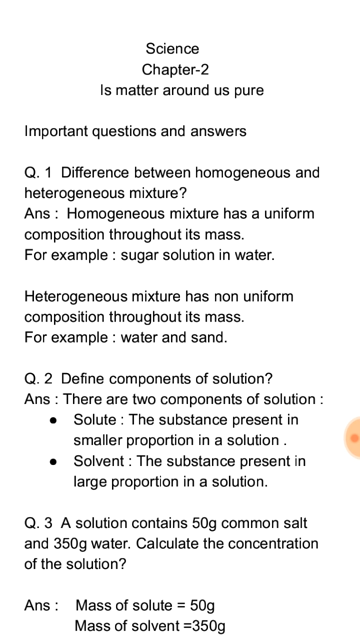 Science
Chapter-2
Is matter around us pure
Important questions and answers
Q. 1 Difference between homogeneous and
heterogeneous mixture?
Ans : Homogeneous mixture has a uniform
composition throughout its mass.
For example : sugar solution in water.
Heterogeneous mixture has non uniform
composition throughout its mass.
For example : water and sand.
Q. 2 Define components of solution?
Ans : There are two components of solution :
● Solute : The substance present in
smaller proportion in a solution .
● Solvent : The substance present in
large proportion in a solution.
Q. 3 A solution contains 50g common salt
and 350g water. Calculate the concentration
of the solution?
Ans : Mass of solute = 50g
Mass of solvent =350g